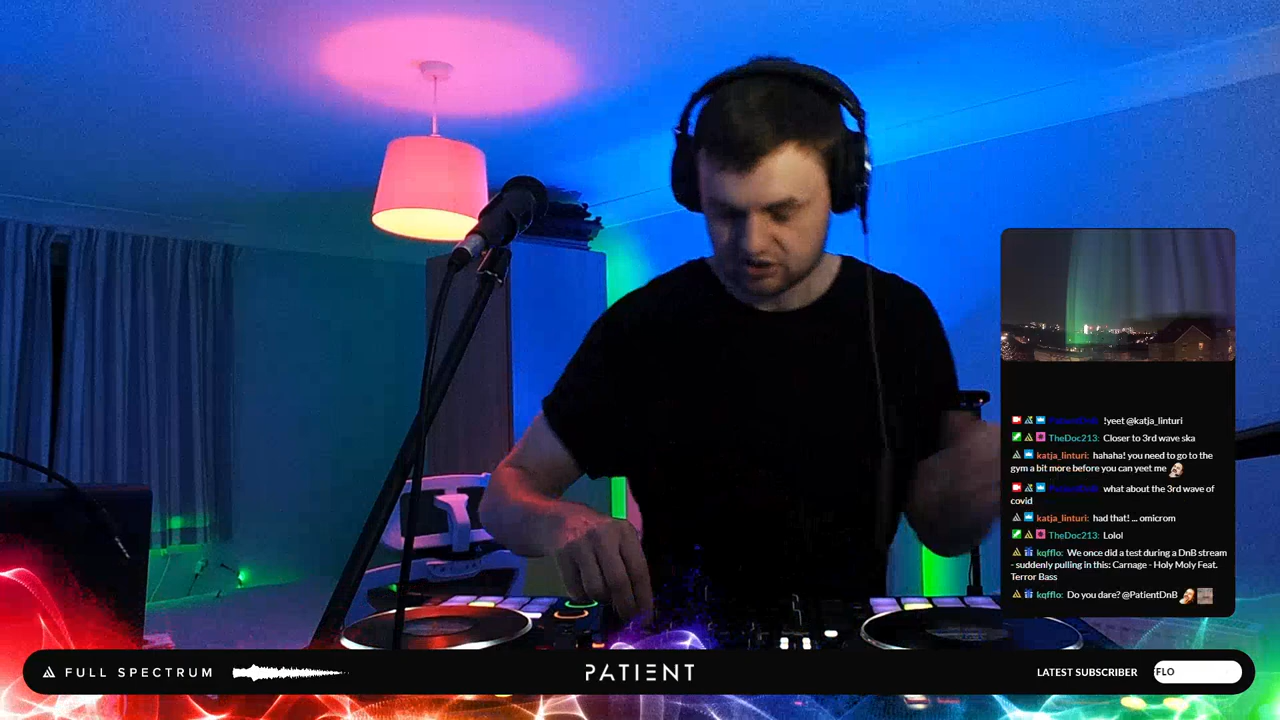 !yeet @katja_linturi
TheDoc213: Closer to 3rd wave ska
katja_linturi: hahaha! you need to go to the
gym a bit more before you can yeet me
what about the 3rd wave of
covid
katja_linturi: had that! ... omicrom
TheDoc213: Lolol
kqfflo: We once did a test during a DnB stream
- suddenly pulling in this: Carnage - Holy Moly Feat.
Terror Bass
kqfflo: Do you dare? @PatientDnB
FULL SPECTRUM
PATIENT
LATEST SUBSCRIBER
FFLO